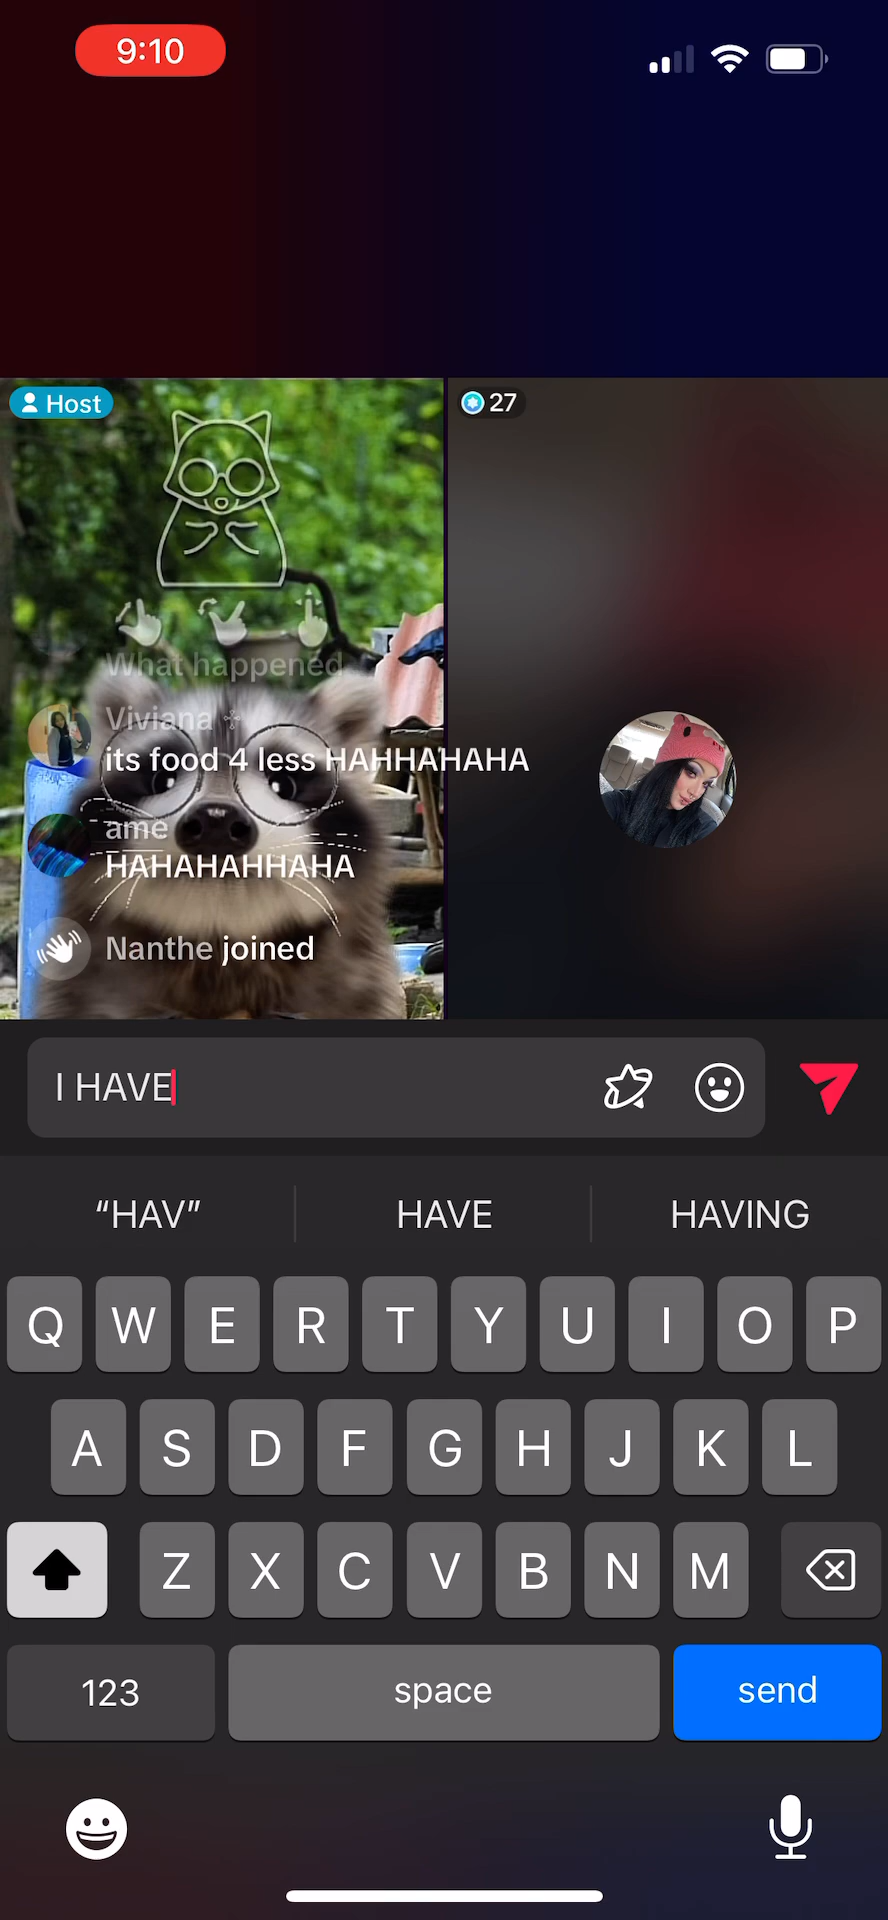 9:10
Host
27
What happened
Viviana
its food 4 less HAHHAHAHA
ame
HAHAHAHHAHA
Nanthe joined
I HAVE
“HAV” HAVE HAVING
Q W E R T Y U I O P
A S D F G H J K L
Z X C V B N M
123 space send